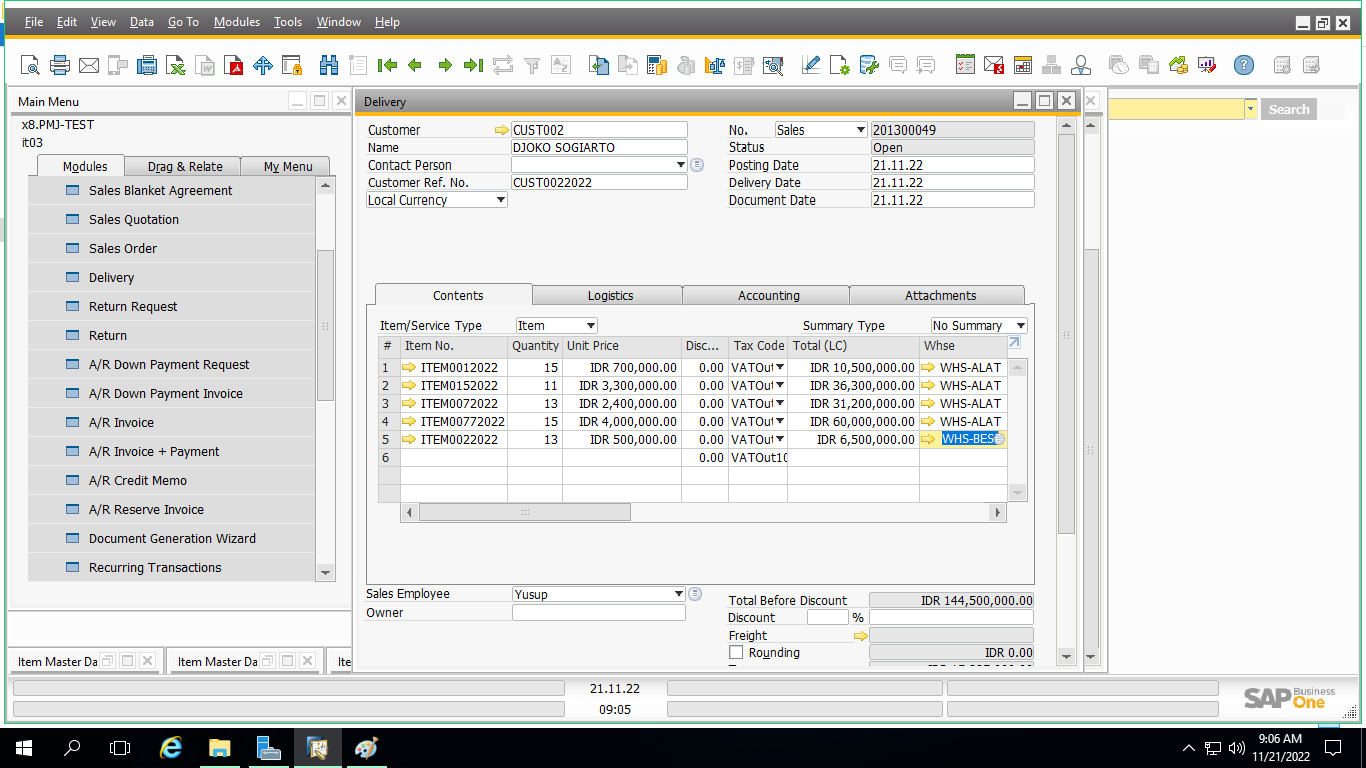 File Edit View Data Go To Modules Tools Window Help
Main Menu
x8.PMJ-TEST
it03
Modules Drag & Relate My Menu
Sales Blanket Agreement
Sales Quotation
Sales Order
Delivery
Return Request
Return
A/R Down Payment Request
A/R Down Payment Invoice
A/R Invoice
A/R Invoice + Payment
A/R Credit Memo
A/R Reserve Invoice
Document Generation Wizard
Recurring Transactions
Item Master Da Item Master Da Ite
Delivery
Search
Customer CUST002 No. Sales 201300049
Name DJOKO SOGIARTO Status Open
Contact Person Posting Date 21.11.22
Customer Ref. No. CUST0022022 Delivery Date 21.11.22
Local Currency Document Date 21.11.22
Contents Logistics Accounting Attachments
Item/Service Type Item Summary Type No Summary
# Item No. Quantity Unit Price Disc... Tax Code Total (LC) Whse
1 ITEM0012022 15 IDR 700,000.00 0.00 VATOut IDR 10,500,000.00 WHS-ALAT
2 ITEM0152022 11 IDR 3,300,000.00 0.00 VATOut IDR 36,300,000.00 WHS-ALAT
3 ITEM0072022 13 IDR 2,400,000.00 0.00 VATOut IDR 31,200,000.00 WHS-ALAT
4 ITEM00772022 15 IDR 4,000,000.00 0.00 VATOut IDR 60,000,000.00 WHS-ALAT
5 ITEM0022022 13 IDR 500,000.00 0.00 VATOut IDR 6,500,000.00 WHS-BES
6 0.00 VATOut10
Sales Employee Yusup
Owner
Total Before Discount IDR 144,500,000.00
Discount %
Freight
Rounding IDR 0.00
21.11.22
09:05
SAP Business One
9:06 AM
11/21/2022